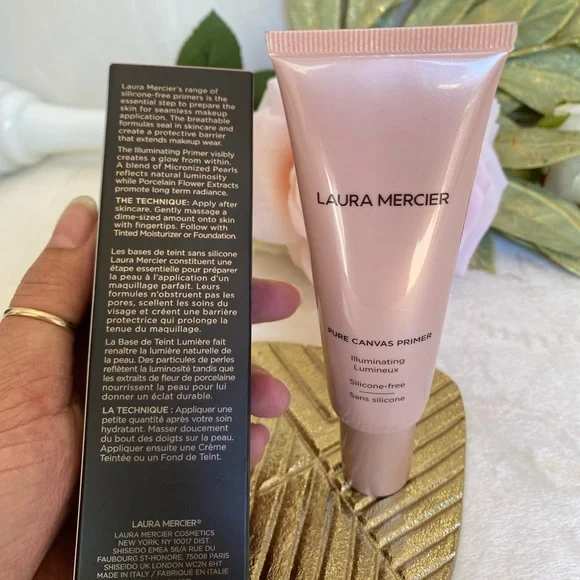 Laura Mercier's range of
silicone-free primers is the
essential step to prepare the
skin for seamless makeup
application. The breathable
formulas seal in skincare and
create a protective barrier
that extends makeup wear.
The Illuminating Primer visibly
creates a glow from within.
A blend of Micronized Pearls
reflects natural luminosity
while Porcelain Flower Extracts
promote long term radiance.
THE TECHNIQUE: Apply after
skincare. Gently massage a
dime-sized amount onto skin
with fingertips. Follow with
Tinted Moisturizer or Foundation.
Les bases de teint sans silicone
Laura Mercier constituent une
étape essentielle pour préparer
la peau à l'application d'un
maquillage parfait. Leurs
formules n'obstruent pas les
pores, scellent les soins du
visage et créent une barrière
protectrice qui prolonge la
tenue du maquillage.
La Base de Teint Lumière fait
renaître la lumière naturelle de
la peau. Des particules de perles
reflètent la luminosité tandis que
les extraits de fleur de porcelaine
nourrissent la peau pour lui
donner un éclat durable.
LA TECHNIQUE : Appliquer une
petite quantité après votre soin
hydratant. Masser doucement
du bout des doigts sur la peau.
Appliquer ensuite une Crème
Teintée ou un Fond de Teint.
LAURA MERCIER®
LAURA MERCIER COSMETICS
NEW YORK, NY 10017 DIST.
SHISEIDO EMEA 56/A RUE DU
FAUBOURG ST-HONORE, 75008 PARIS
SHISEIDO UK LONDON WC2N 6HT
MADE IN ITALY / FABRIQUÉ EN ITALIE
LAURA MERCIER
PURE CANVAS PRIMER
Illuminating
Lumineux
Silicone-free
Sans silicone